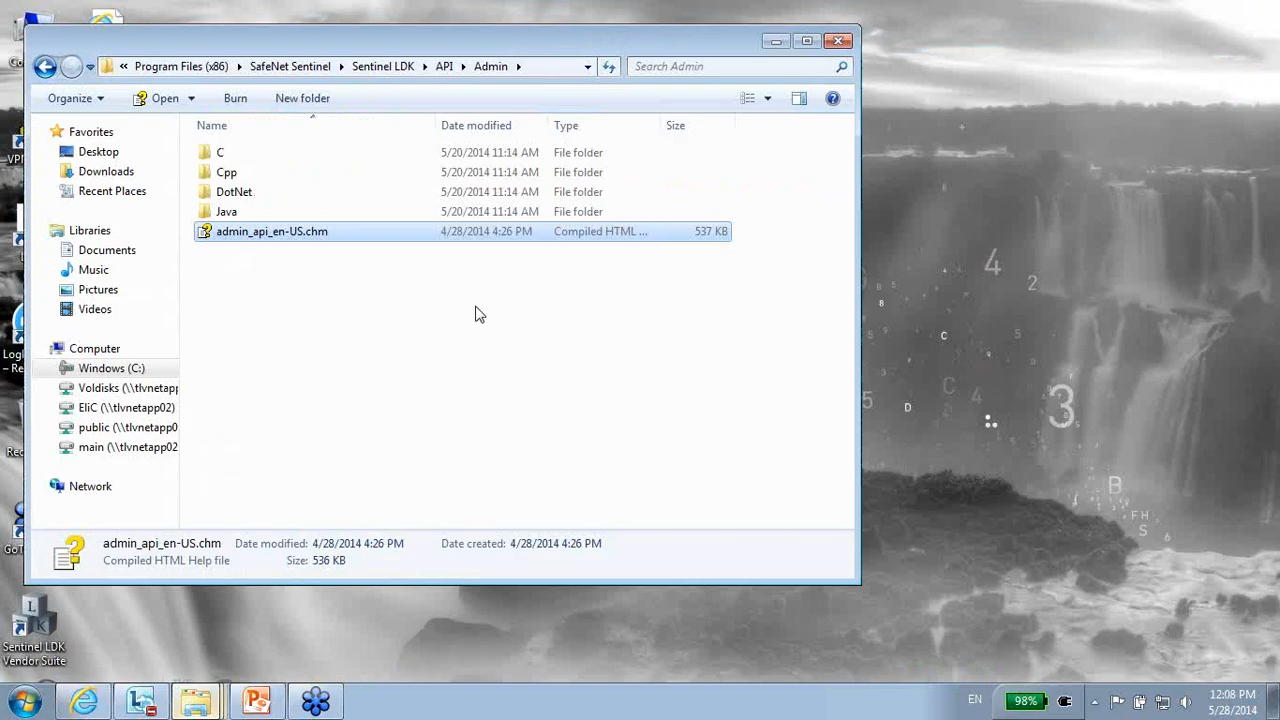 « Program Files (x86) SafeNet Sentinel Sentinel LDK API Admin Search Admin
Organize Open Burn New folder
Favorites
Desktop
Downloads
Recent Places
Libraries
Documents
Music
Pictures
Videos
Computer
Windows (C:)
Voldisks (\\tlvnetapp
EliC (\\tlvnetapp02)
public (\\tlvnetapp0
main (\\tlvnetapp02
Network
Name Date modified Type Size
C 5/20/2014 11:14 AM File folder
Cpp 5/20/2014 11:14 AM File folder
DotNet 5/20/2014 11:14 AM File folder
Java 5/20/2014 11:14 AM File folder
admin_api_en-US.chm 4/28/2014 4:26 PM Compiled HTML ... 537 KB
admin_api_en-US.chm Date modified: 4/28/2014 4:26 PM Date created: 4/28/2014 4:26 PM
Compiled HTML Help file Size: 536 KB
4
2
C
D
3
B
F H
S
6
L
K
Sentinel LDK
Vendor Suite
EN
98%
12:08 PM
5/28/2014